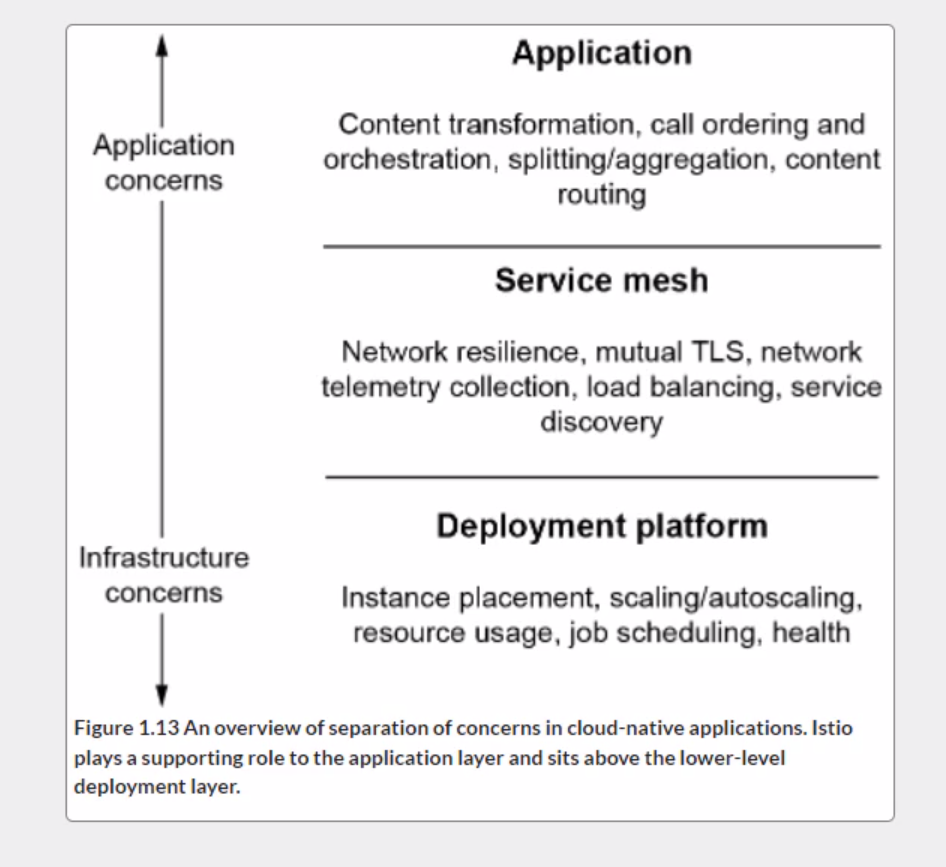 Application
Application
concerns
Content transformation, call ordering and
orchestration, splitting/aggregation, content
routing
Service mesh
Network resilience, mutual TLS, network
telemetry collection, load balancing, service
discovery
Deployment platform
Infrastructure
concerns
Instance placement, scaling/autoscaling,
resource usage, job scheduling, health
Figure 1.13 An overview of separation of concerns in cloud-native applications. Istio
plays a supporting role to the application layer and sits above the lower-level
deployment layer.